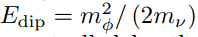 E_dip = m_ϕ^2 / (2m_ν)